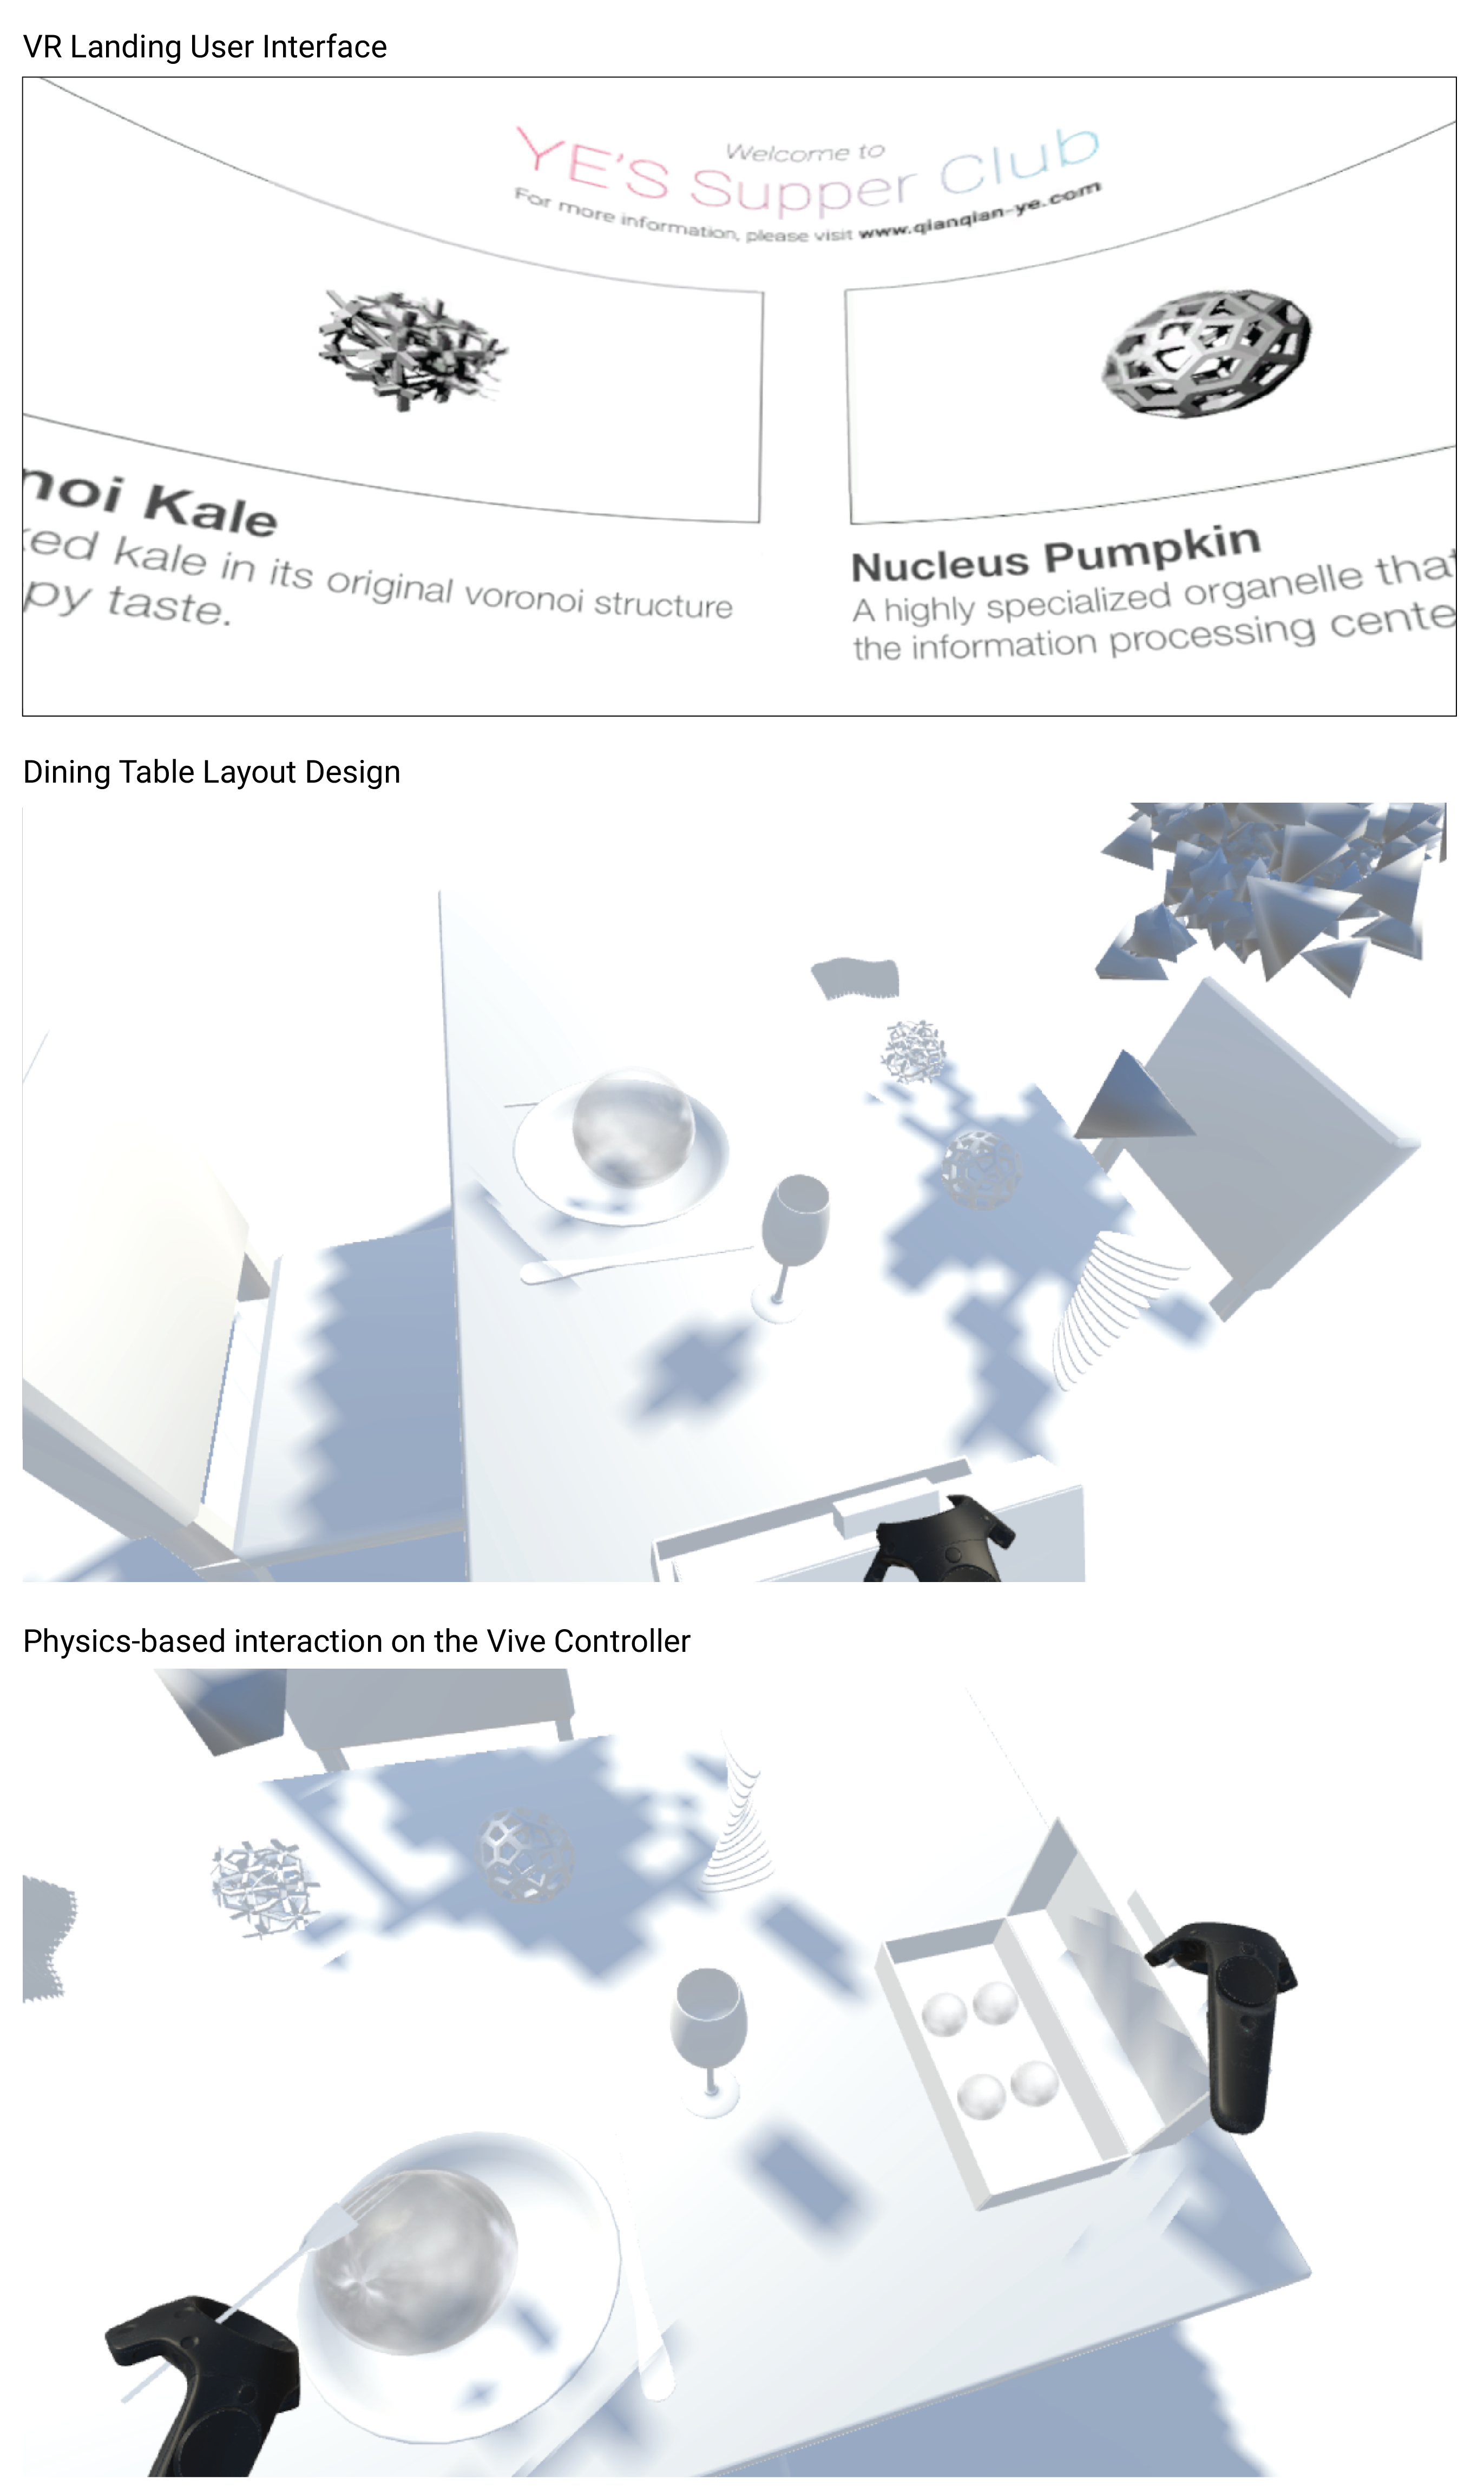 VR Landing User Interface
Welcome to
YE'S Supper Club
For more information, please visit www.qianqian-ye.com
noi Kale
ked kale in its original voronoi structure
py taste.
Nucleus Pumpkin
A highly specialized organelle that
the information processing cente
Dining Table Layout Design
Physics-based interaction on the Vive Controller